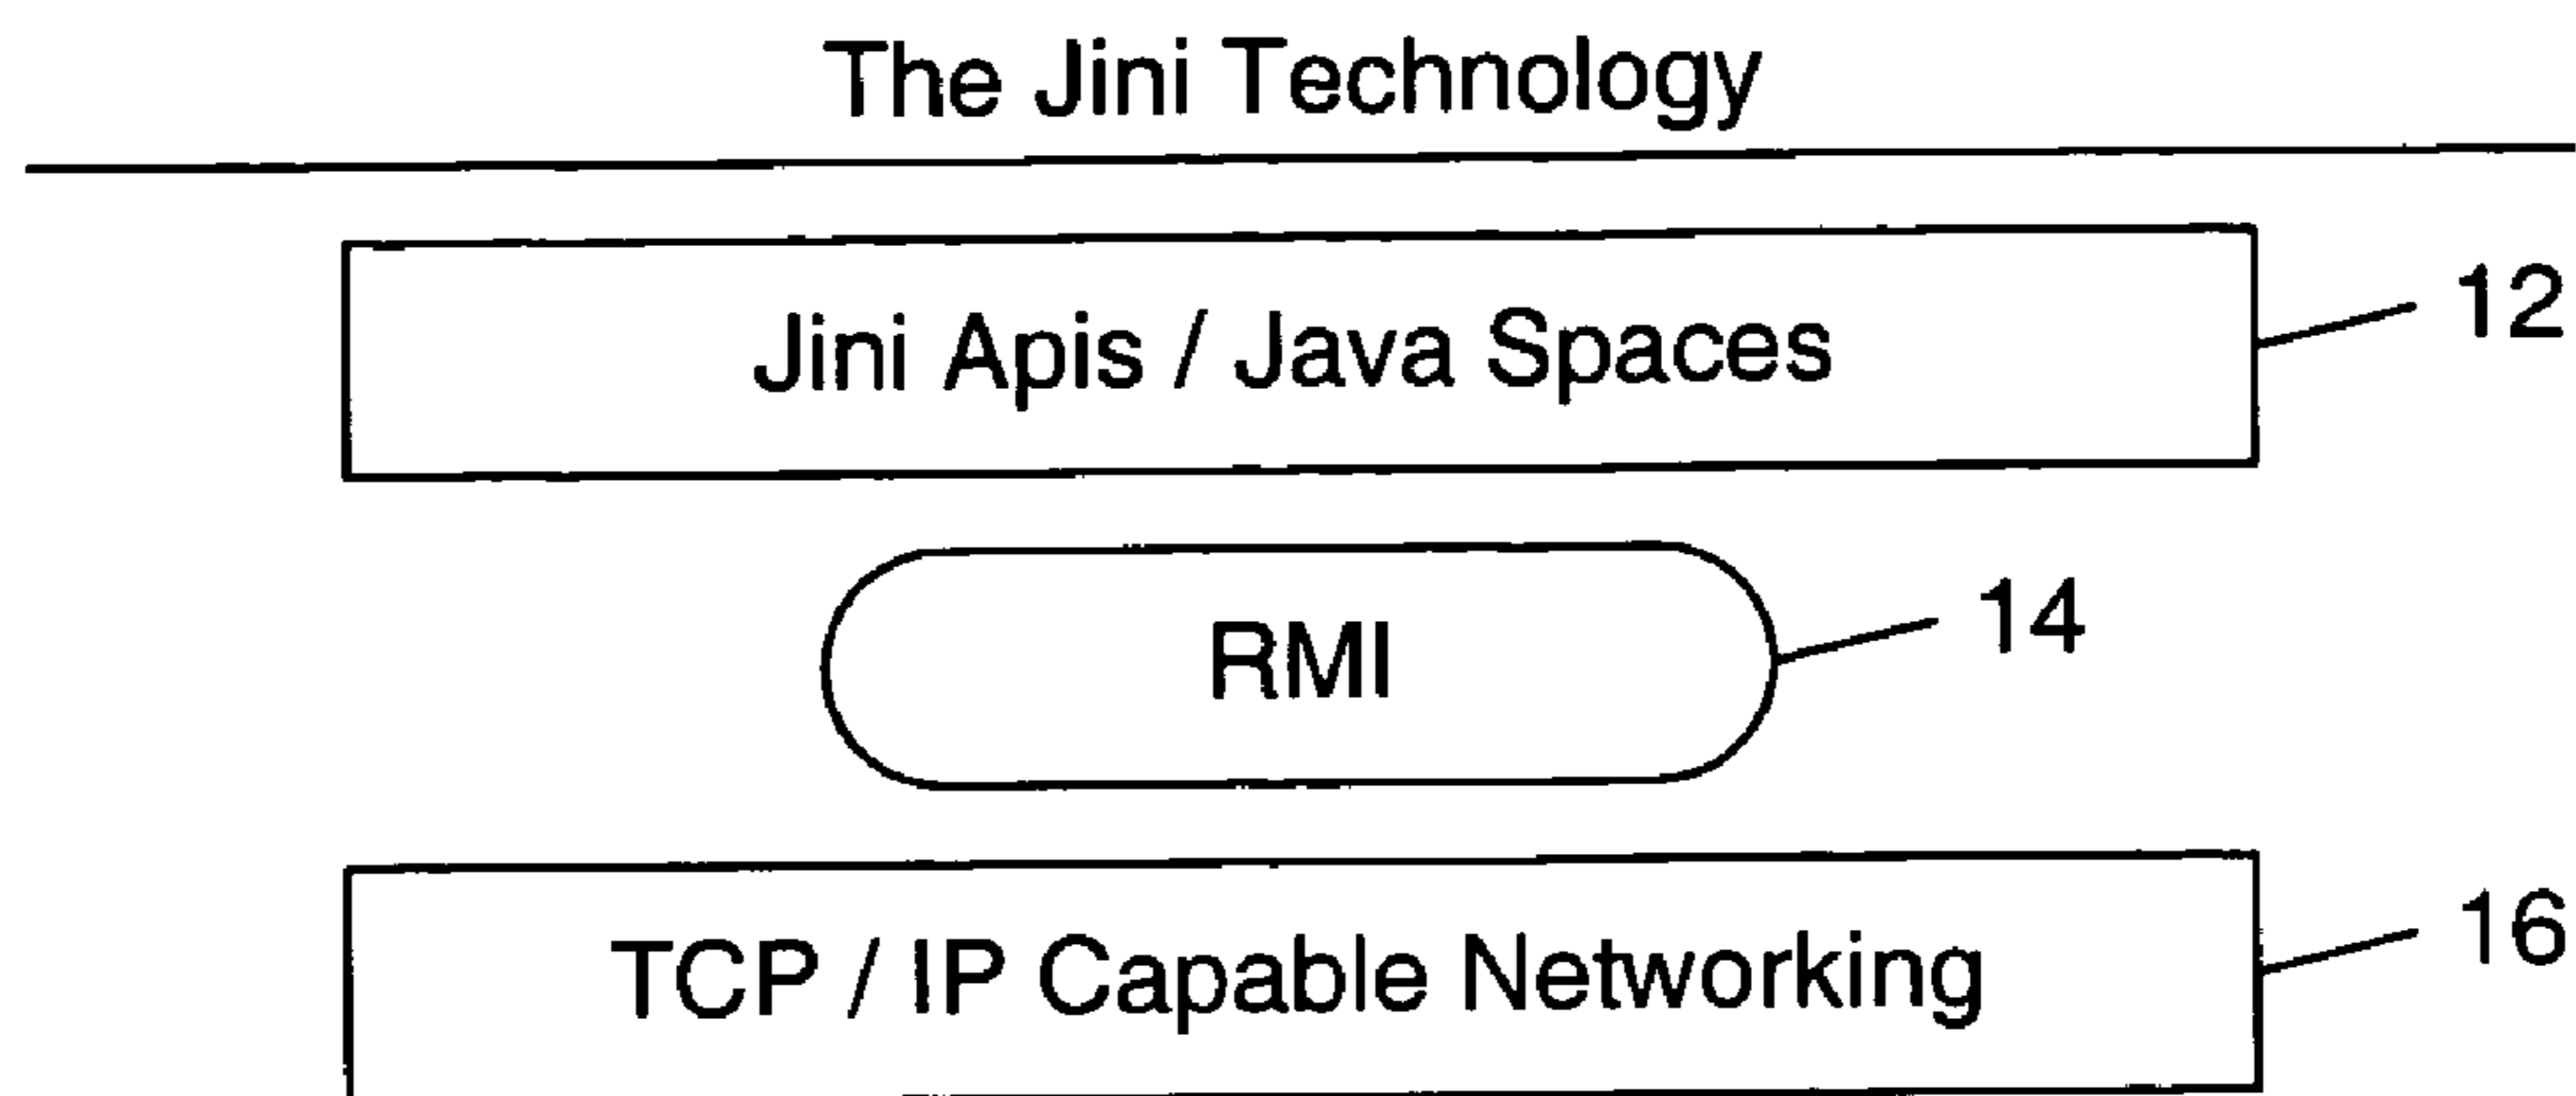 The Jini Technology
Jini Apis / Java Spaces
12
RMI
14
TCP / IP Capable Networking
16